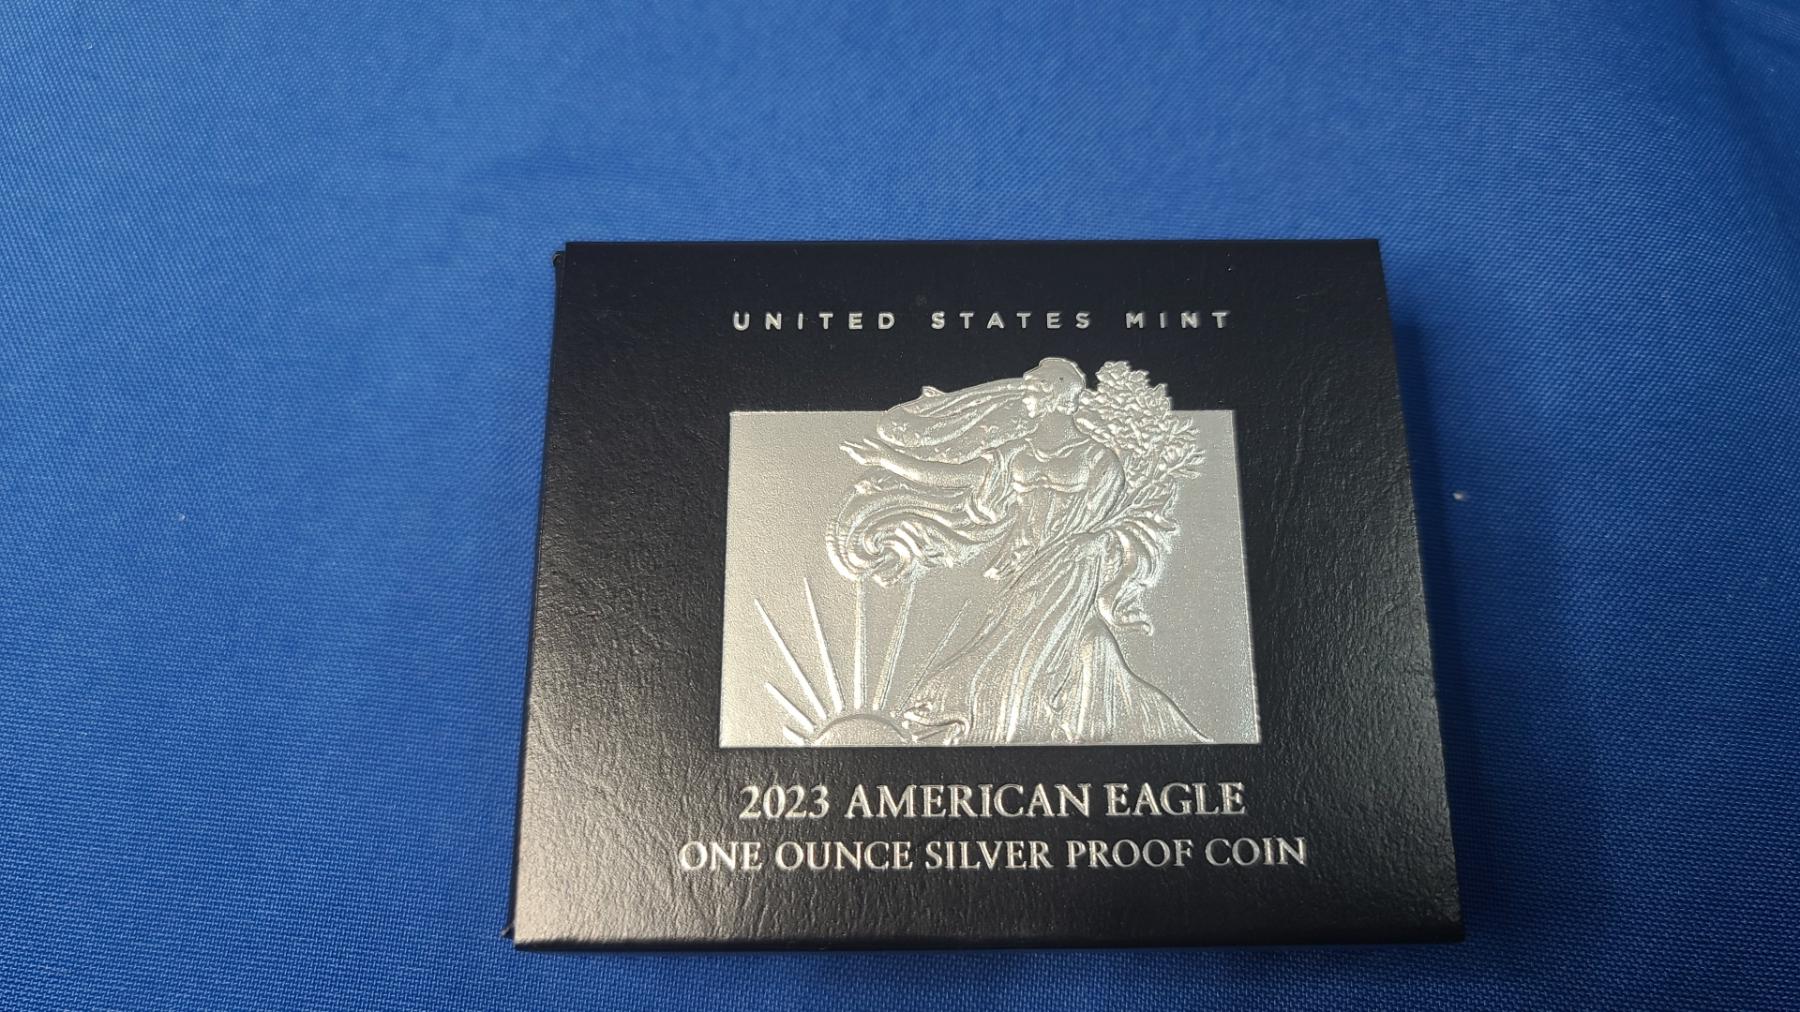 UNITED STATES MINT
2023 AMERICAN EAGLE
ONE OUNCE SILVER PROOF COIN